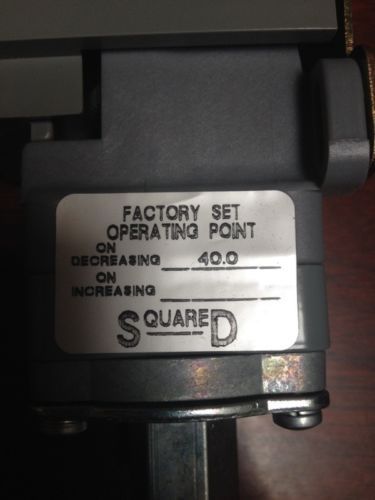 FACTORY SET
OPERATING POINT
ON
DECREASING 40.0
ON
INCREASING
SQUARE D